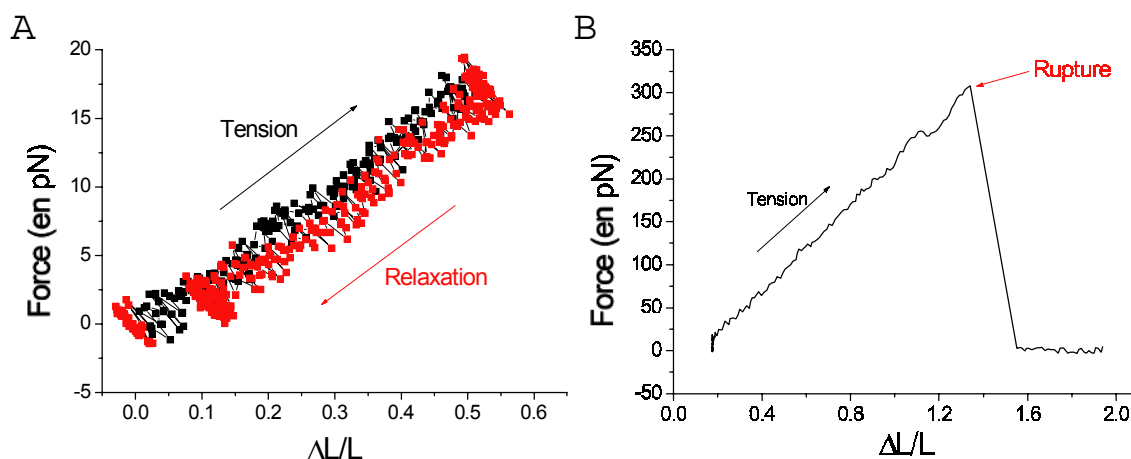 A
20
15
10
5
0
-5
Force (en pN)
Tension
Relaxation
0.0 0.1 0.2 0.3 0.4 0.5 0.6
ΔL/L
B
350
300
250
200
150
100
50
0
-50
Force (en pN)
Rupture
Tension
0.0 0.4 0.8 1.2 1.6 2.0
ΔL/L